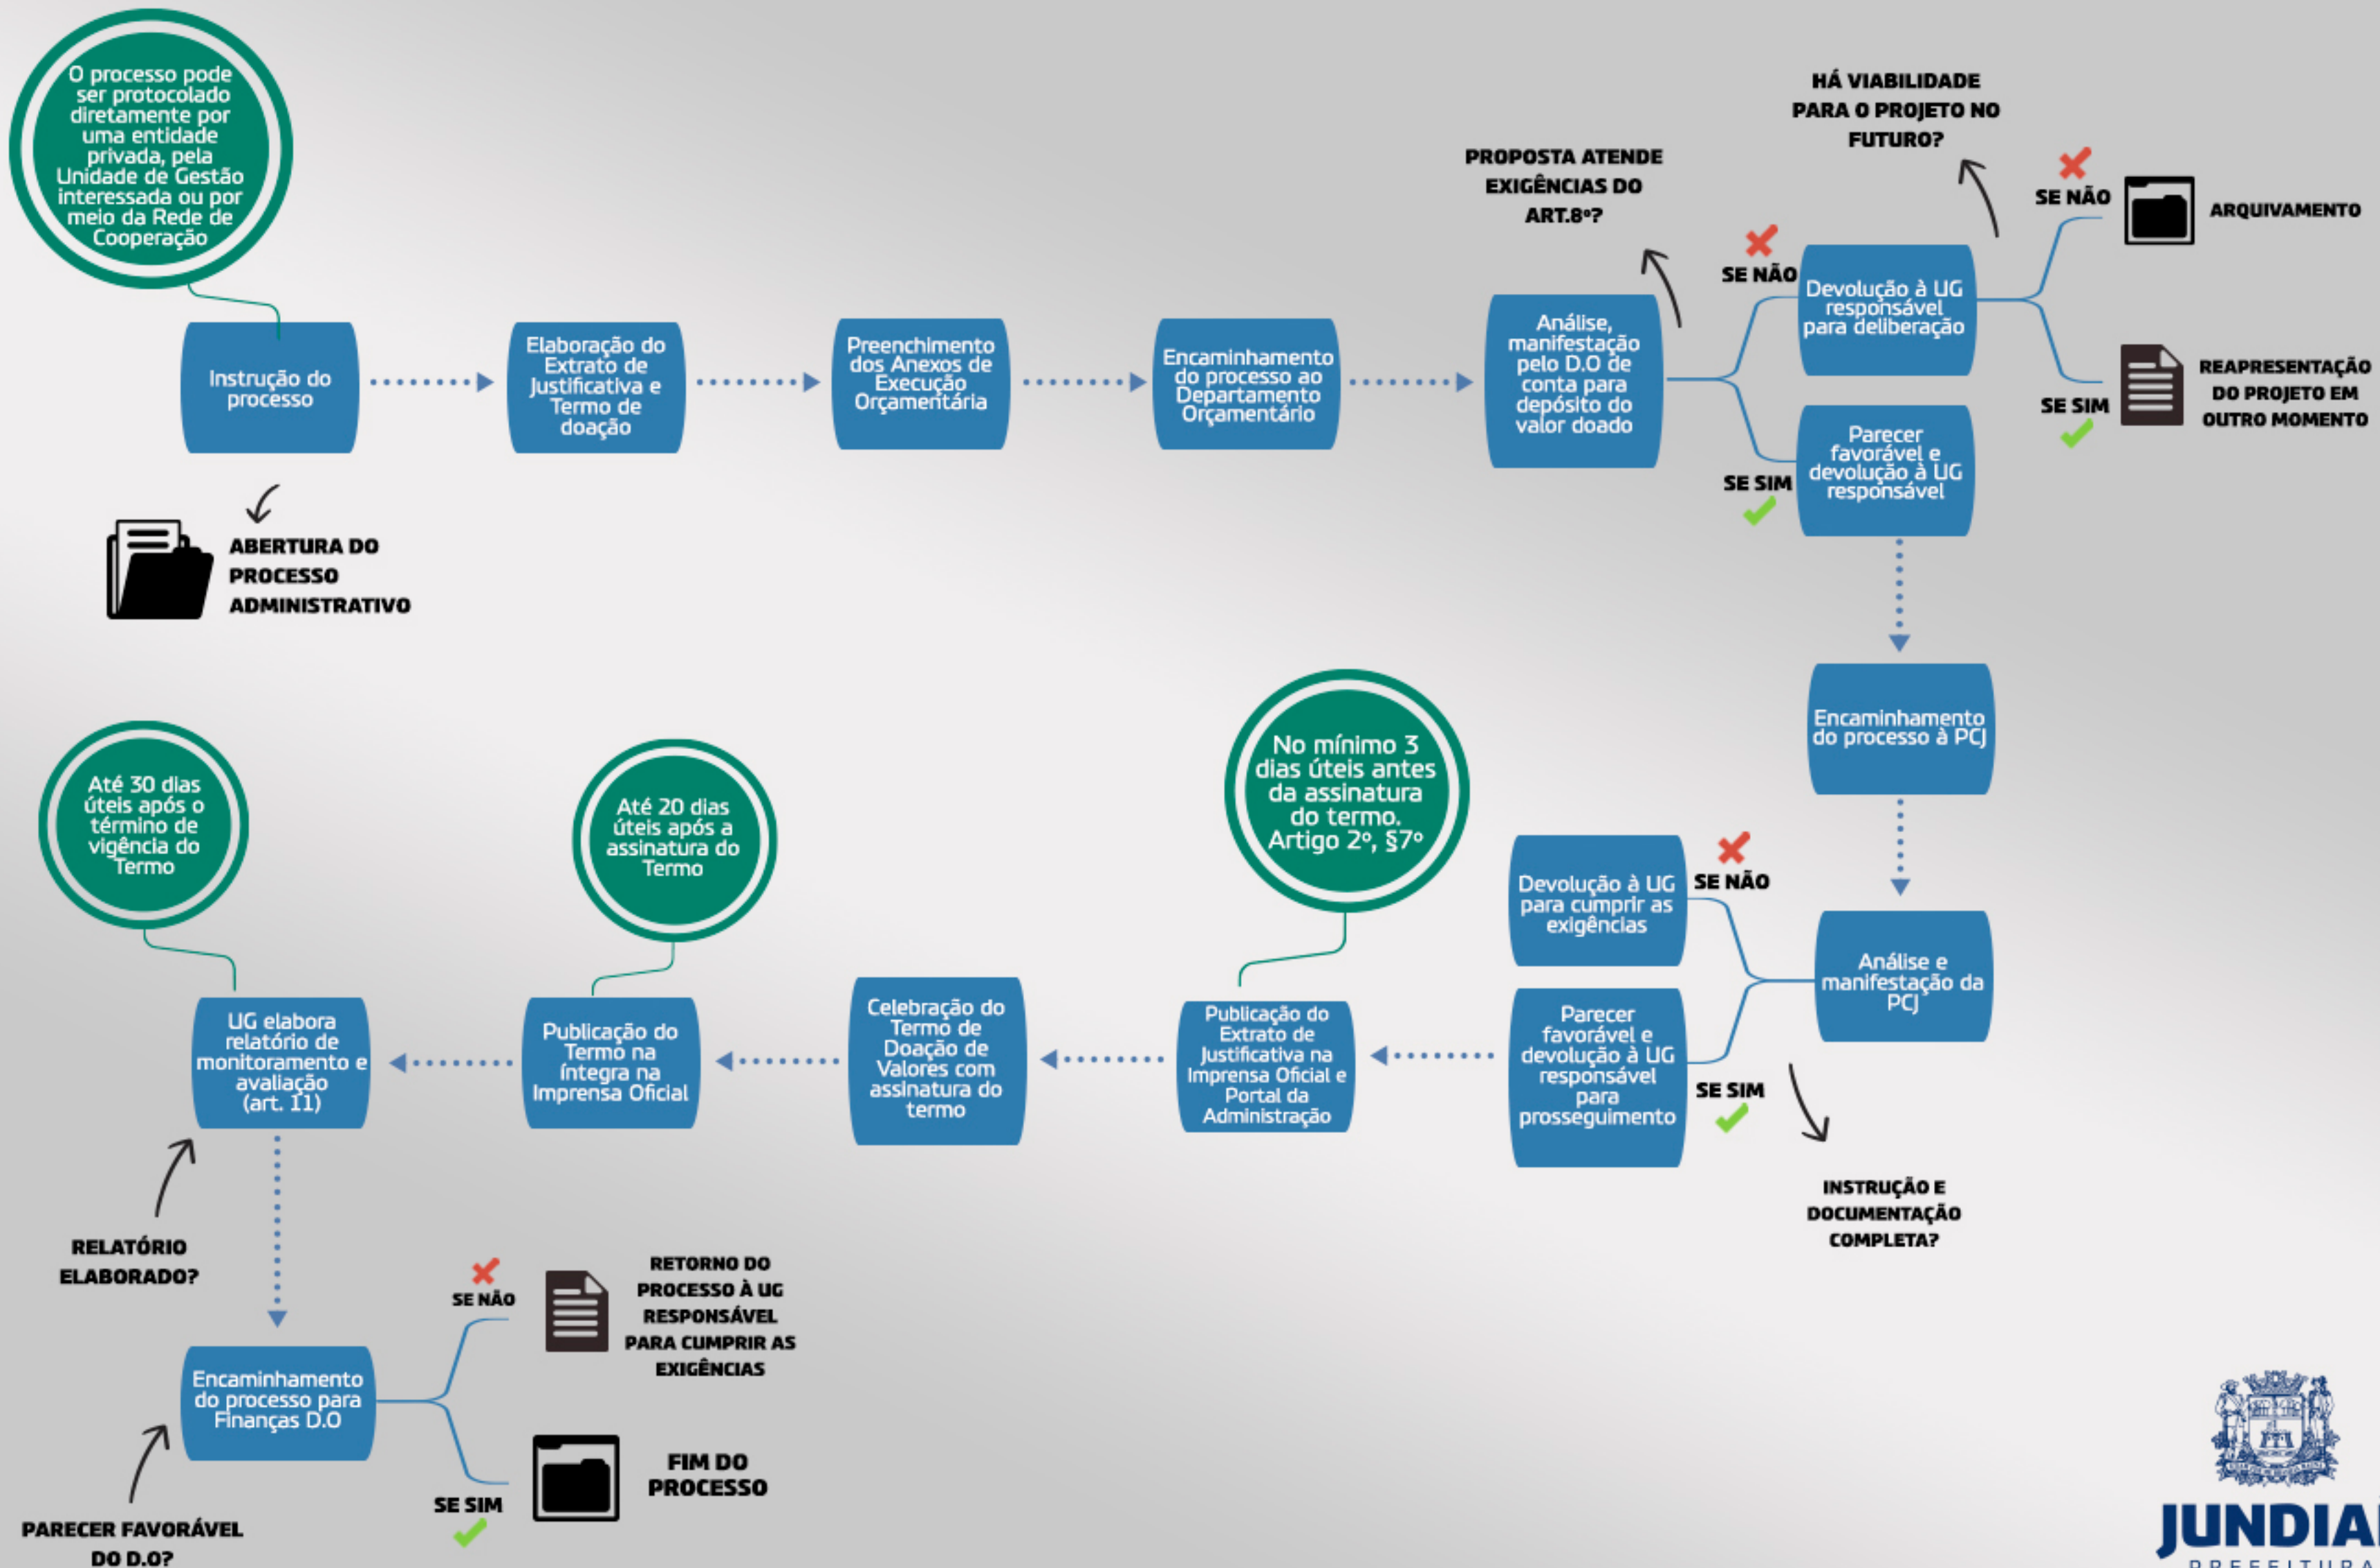 O processo pode
ser protocolado
diretamente por
uma entidade
privada, pela
Unidade de Gestão
interessada ou por
meio da Rede de
Cooperação
Instrução do
processo
ABERTURA DO
PROCESSO
ADMINISTRATIVO
Elaboração do
Extrato de
Justificativa e
Termo de
doação
Preenchimento
dos Anexos de
Execução
Orçamentária
Encaminhamento
do processo ao
Departamento
Orçamentário
Análise,
manifestação
pelo D.O de
conta para
depósito do
valor doado
PROPOSTA ATENDE
EXIGÊNCIAS DO
ART.8º?
SE NÃO
Devolução à UG
responsável
para deliberação
HÁ VIABILIDADE
PARA O PROJETO NO
FUTURO?
SE NÃO
ARQUIVAMENTO
SE SIM
REAPRESENTAÇÃO
DO PROJETO EM
OUTRO MOMENTO
SE SIM
Parecer
favorável e
devolução à UG
responsável
Encaminhamento
do processo à PCJ
Análise e
manifestação da
PCJ
INSTRUÇÃO E
DOCUMENTAÇÃO
COMPLETA?
SE NÃO
Devolução à UG
para cumprir as
exigências
SE SIM
Parecer
favorável e
devolução à UG
responsável
para
prosseguimento
No mínimo 3
dias úteis antes
da assinatura
do termo.
Artigo 2º, §7º
Publicação do
Extrato de
Justificativa na
Imprensa Oficial e
Portal da
Administração
Celebração do
Termo de
Doação de
Valores com
assinatura do
termo
Até 20 dias
úteis após a
assinatura do
Termo
Publicação do
Termo na
íntegra na
Imprensa Oficial
Até 30 dias
úteis após o
término de
vigência do
Termo
UG elabora
relatório de
monitoramento e
avaliação
(art. 11)
RELATÓRIO
ELABORADO?
Encaminhamento
do processo para
Finanças D.O
PARECER FAVORÁVEL
DO D.O?
SE NÃO
RETORNO DO
PROCESSO À UG
RESPONSÁVEL
PARA CUMPRIR AS
EXIGÊNCIAS
SE SIM
FIM DO
PROCESSO
JUNDIAÍ
PREFEITURA